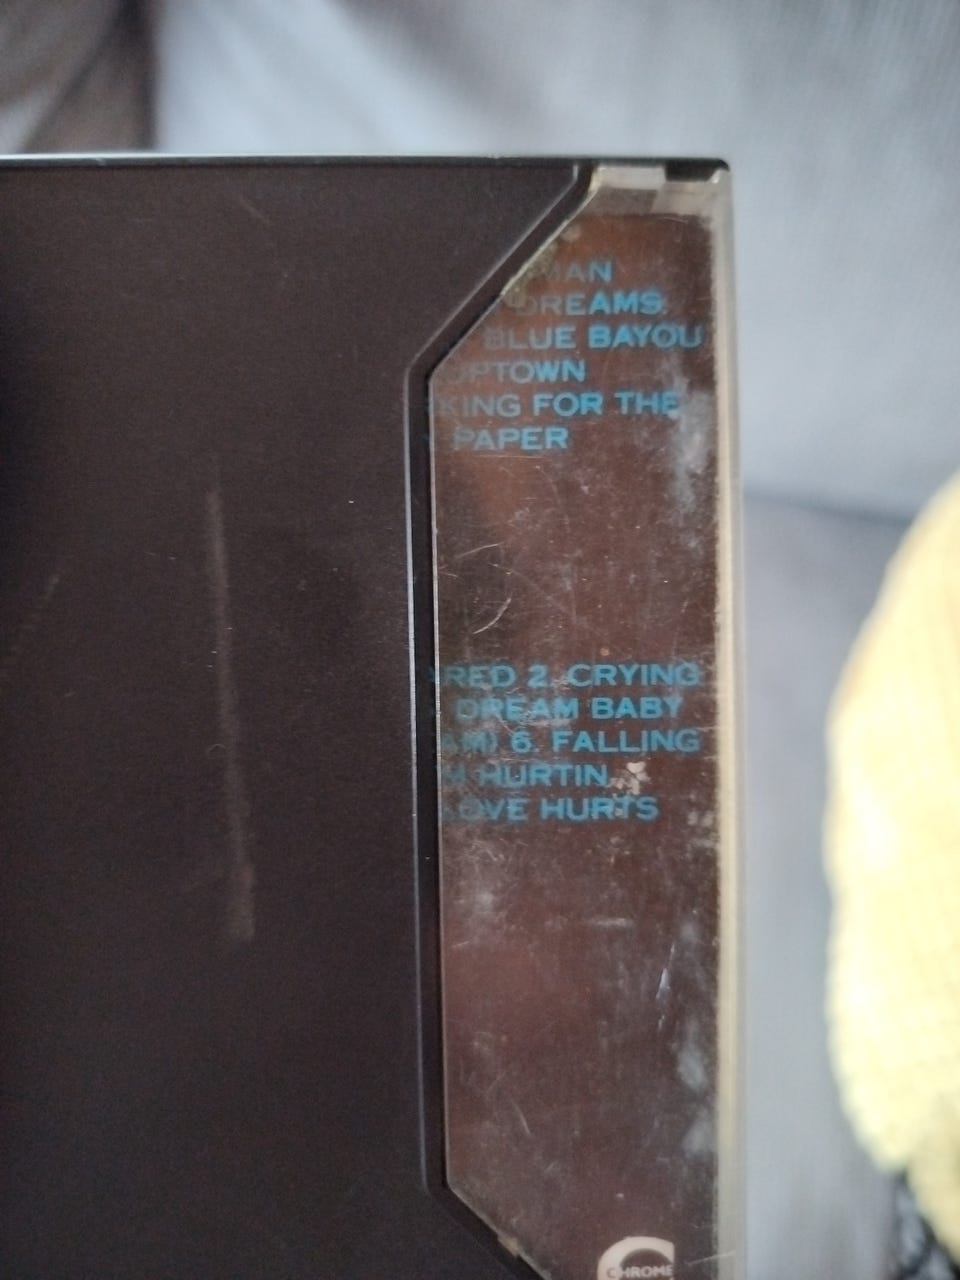 MAN
DREAMS
BLUE BAYOU
UPTOWN
KING FOR THE
PAPER
RED 2. CRYING
DREAM BABY
AM) 6. FALLING
M HURTIN
LOVE HURTS
CHROME